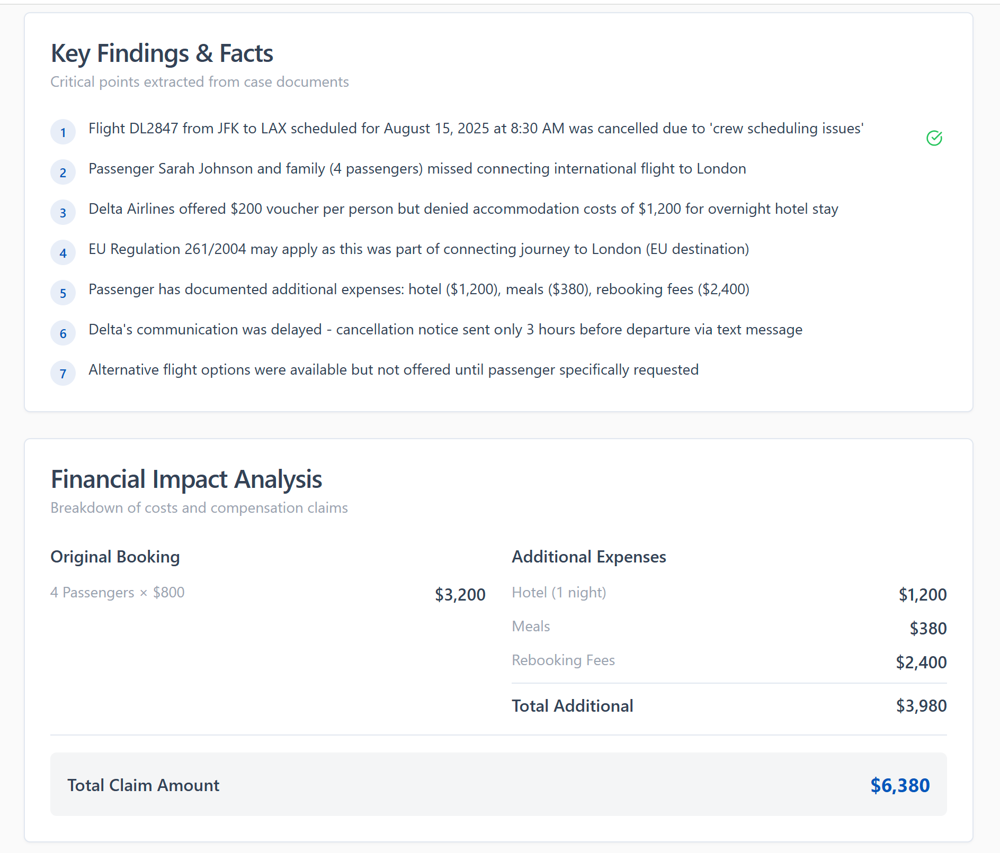 Key Findings & Facts
Critical points extracted from case documents
1 Flight DL2847 from JFK to LAX scheduled for August 15, 2025 at 8:30 AM was cancelled due to 'crew scheduling issues'
2 Passenger Sarah Johnson and family (4 passengers) missed connecting international flight to London
3 Delta Airlines offered $200 voucher per person but denied accommodation costs of $1,200 for overnight hotel stay
4 EU Regulation 261/2004 may apply as this was part of connecting journey to London (EU destination)
5 Passenger has documented additional expenses: hotel ($1,200), meals ($380), rebooking fees ($2,400)
6 Delta's communication was delayed - cancellation notice sent only 3 hours before departure via text message
7 Alternative flight options were available but not offered until passenger specifically requested
Financial Impact Analysis
Breakdown of costs and compensation claims
Original Booking
4 Passengers × $800 $3,200
Additional Expenses
Hotel (1 night) $1,200
Meals $380
Rebooking Fees $2,400
Total Additional $3,980
Total Claim Amount $6,380